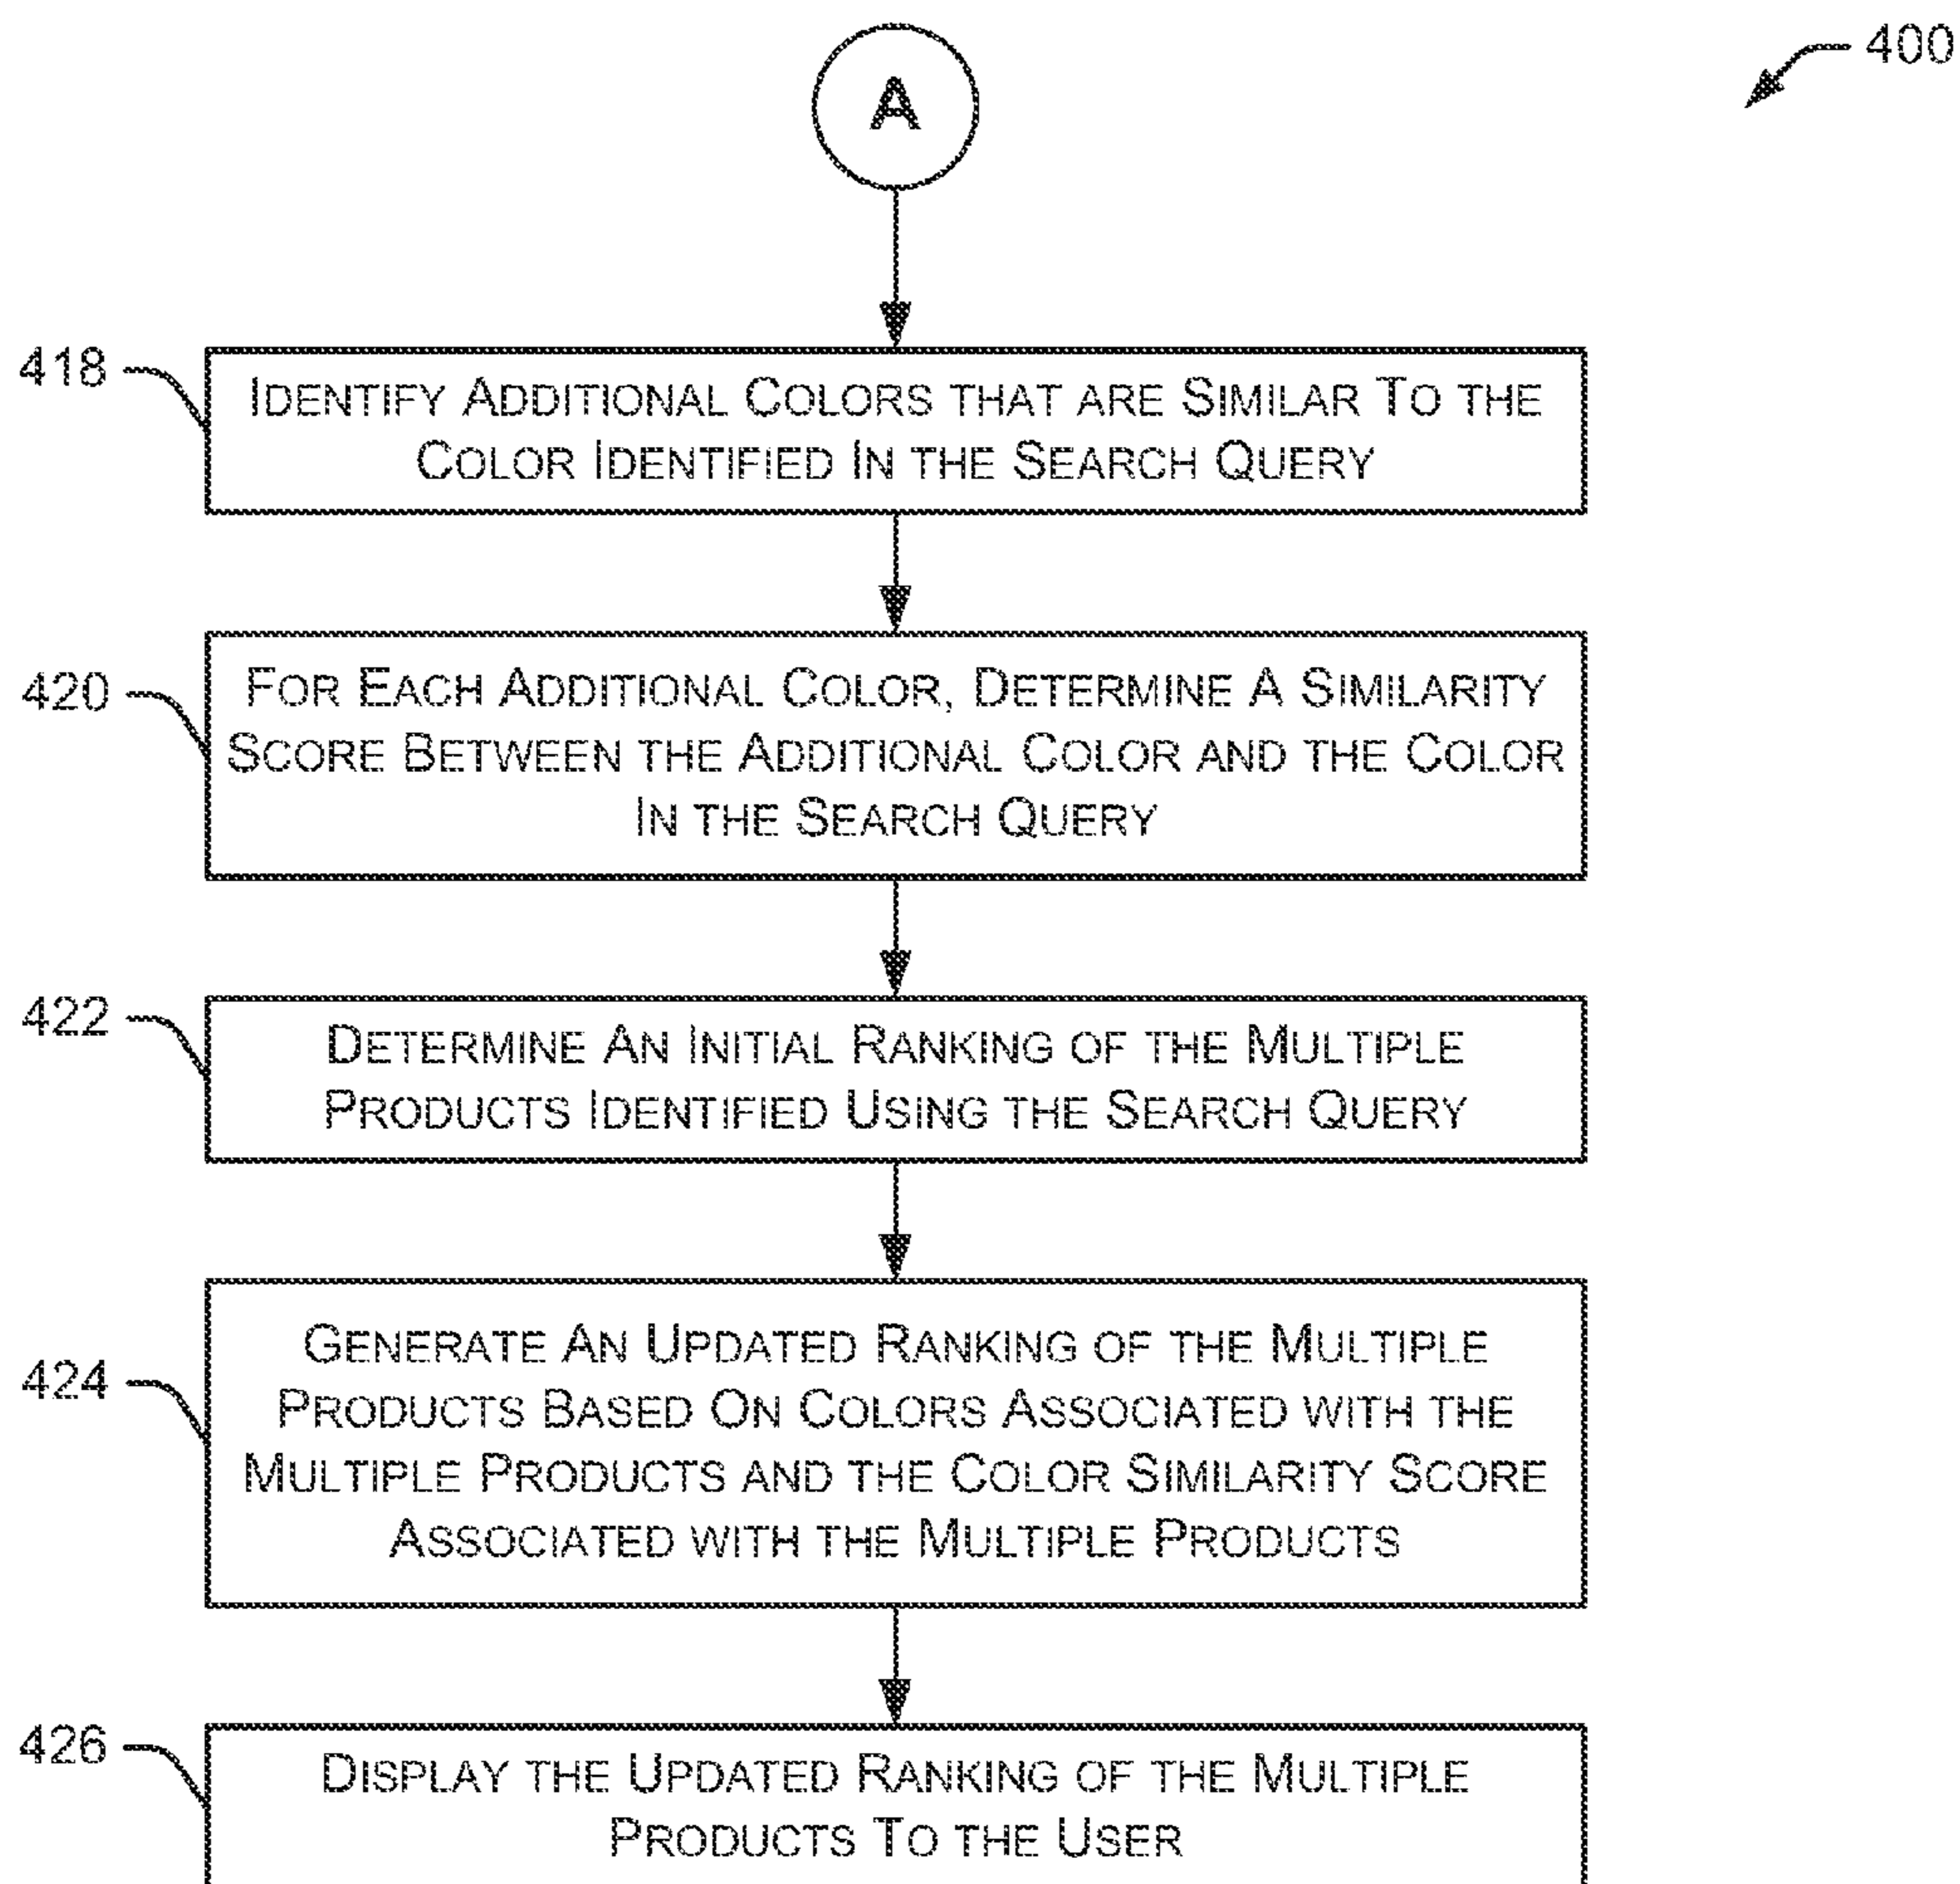 A
400
418
IDENTIFY ADDITIONAL COLORS THAT ARE SIMILAR TO THE
COLOR IDENTIFIED IN THE SEARCH QUERY
420
FOR EACH ADDITIONAL COLOR, DETERMINE A SIMILARITY
SCORE BETWEEN THE ADDITIONAL COLOR AND THE COLOR
IN THE SEARCH QUERY
422
DETERMINE AN INITIAL RANKING OF THE MULTIPLE
PRODUCTS IDENTIFIED USING THE SEARCH QUERY
424
GENERATE AN UPDATED RANKING OF THE MULTIPLE
PRODUCTS BASED ON COLORS ASSOCIATED WITH THE
MULTIPLE PRODUCTS AND THE COLOR SIMILARITY SCORE
ASSOCIATED WITH THE MULTIPLE PRODUCTS
426
DISPLAY THE UPDATED RANKING OF THE MULTIPLE
PRODUCTS TO THE USER